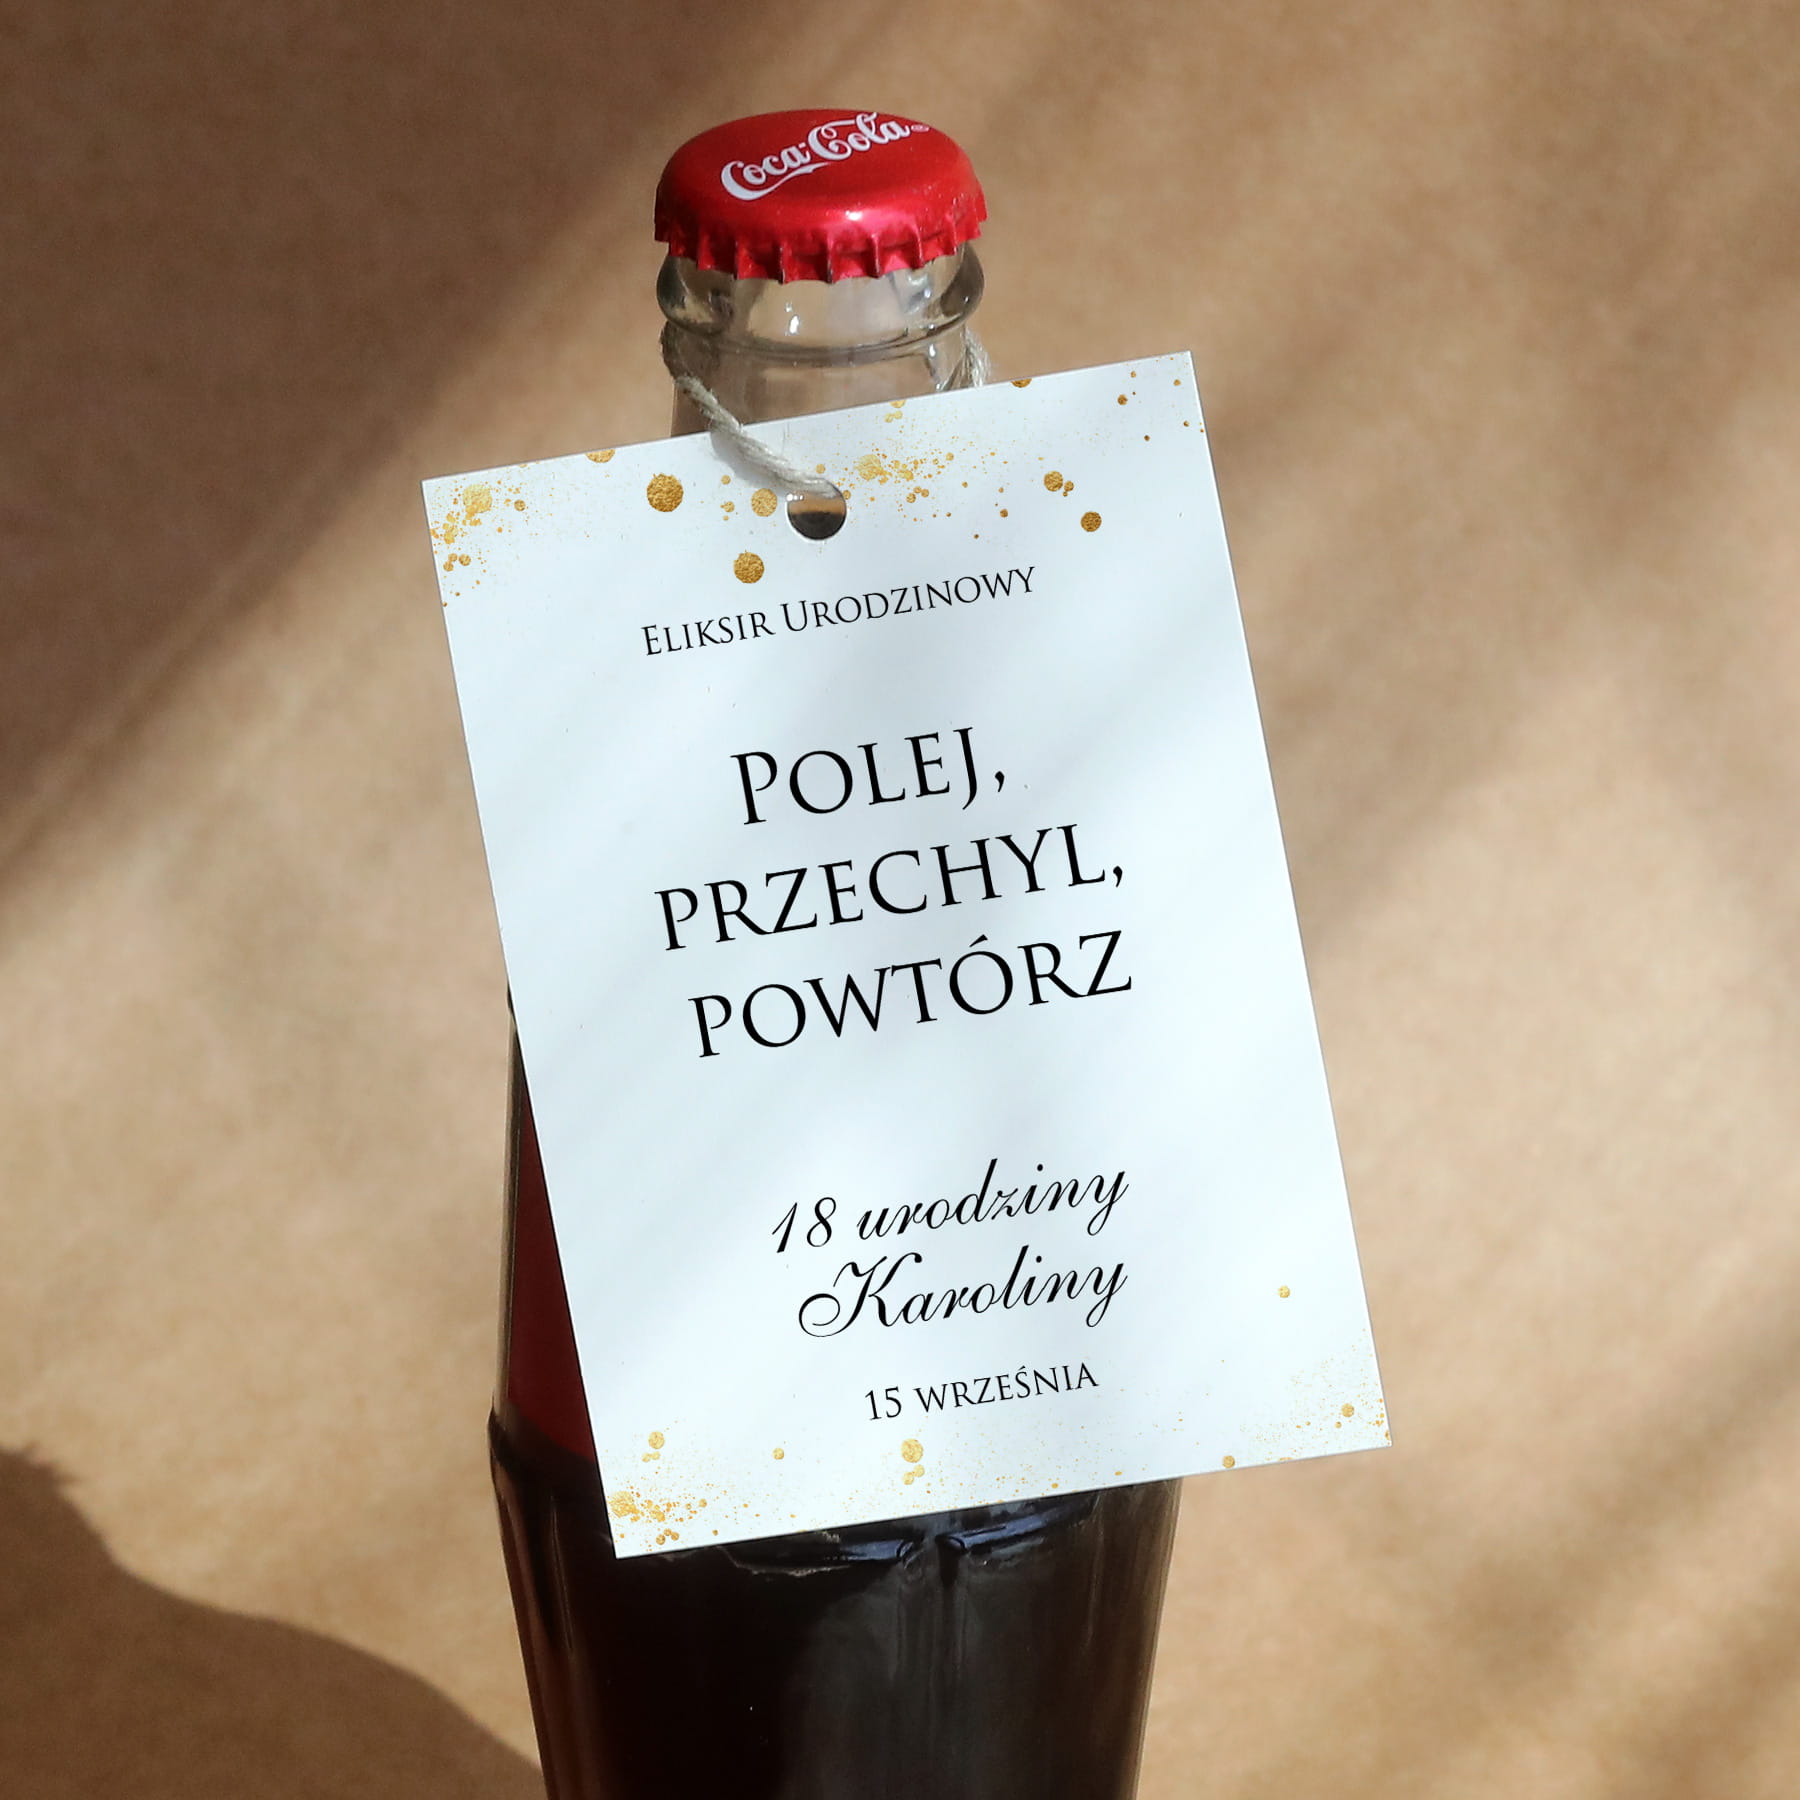 Coca-Cola
Eliksir Urodzinowy
Polej,
przechyl,
powtórz
18 urodziny
Karoliny
15 września